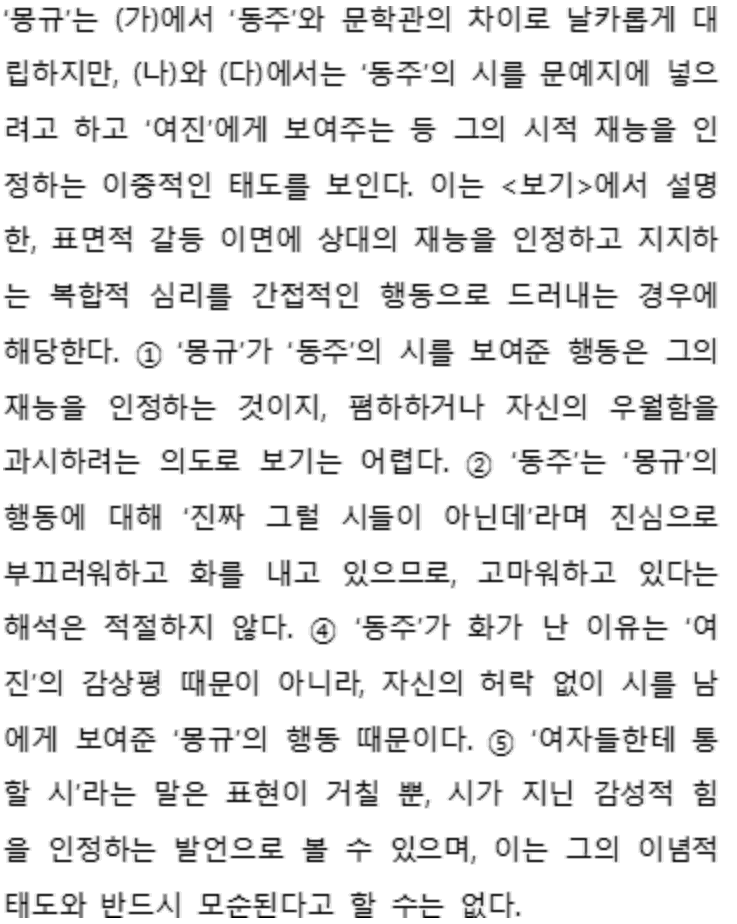 '몽규'는 (가)에서 '동주'와 문학관의 차이로 날카롭게 대
립하지만, (나)와 (다)에서는 '동주'의 시를 문예지에 넣으
려고 하고 '여진'에게 보여주는 등 그의 시적 재능을 인
정하는 이중적인 태도를 보인다. 이는 <보기>에서 설명
한, 표면적 갈등 이면에 상대의 재능을 인정하고 지지하
는 복합적 심리를 간접적인 행동으로 드러내는 경우에
해당한다. ① '몽규'가 '동주'의 시를 보여준 행동은 그의
재능을 인정하는 것이지, 폄하하거나 자신의 우월함을
과시하려는 의도로 보기는 어렵다. ② '동주'는 '몽규'의
행동에 대해 '진짜 그럴 시들이 아닌데'라며 진심으로
부끄러워하고 화를 내고 있으므로, 고마워하고 있다는
해석은 적절하지 않다. ④ '동주'가 화가 난 이유는 '여
진'의 감상평 때문이 아니라, 자신의 허락 없이 시를 남
에게 보여준 '몽규'의 행동 때문이다. ⑤ '여자들한테 통
할 시'라는 말은 표현이 거칠 뿐, 시가 지닌 감성적 힘
을 인정하는 발언으로 볼 수 있으며, 이는 그의 이념적
태도와 반드시 모순된다고 할 수는 없다.